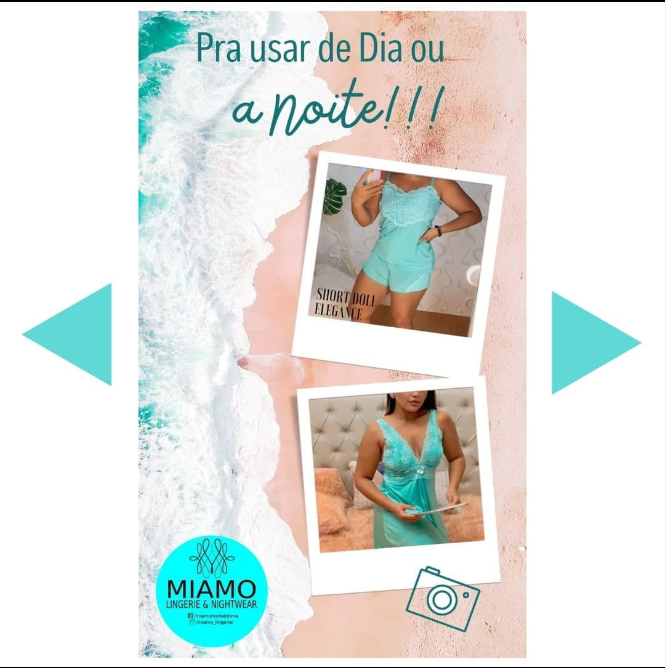 Pra usar de Dia ou
a noite!!!
SHORT DOLL
ELEGANCE
MIAMO
LINGERIE & NIGHTWEAR